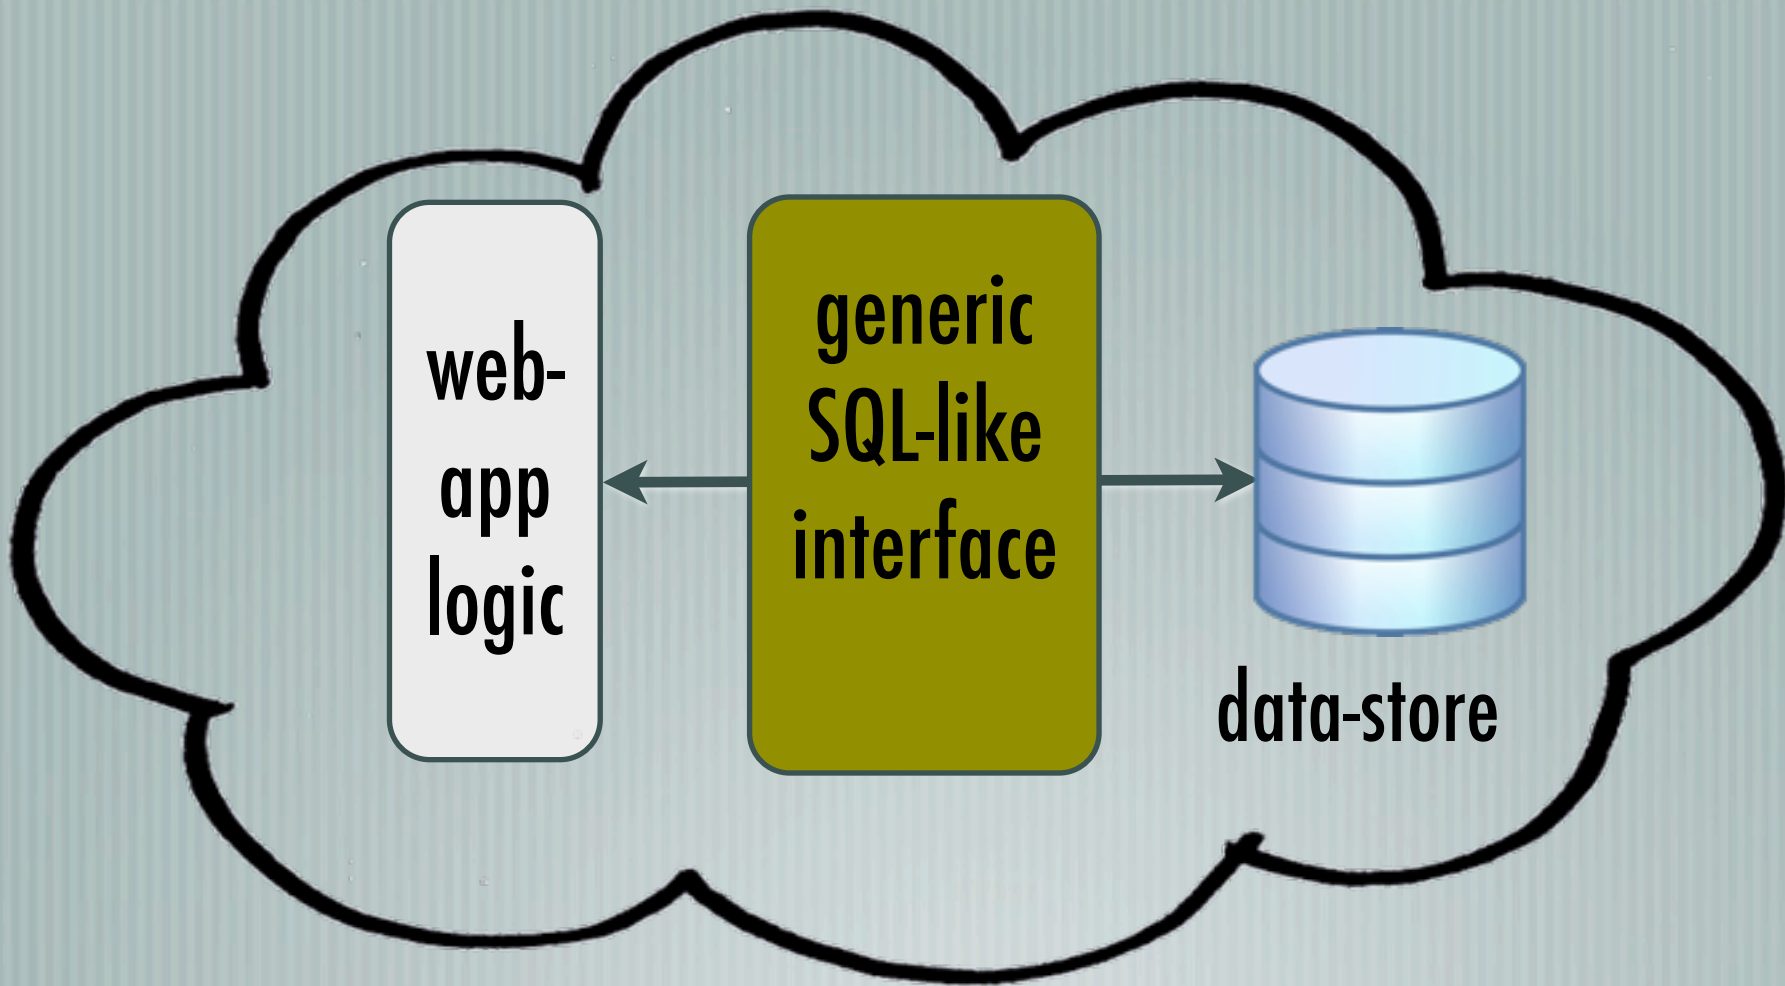 web-
app
logic
generic
SQL-like
interface
data-store